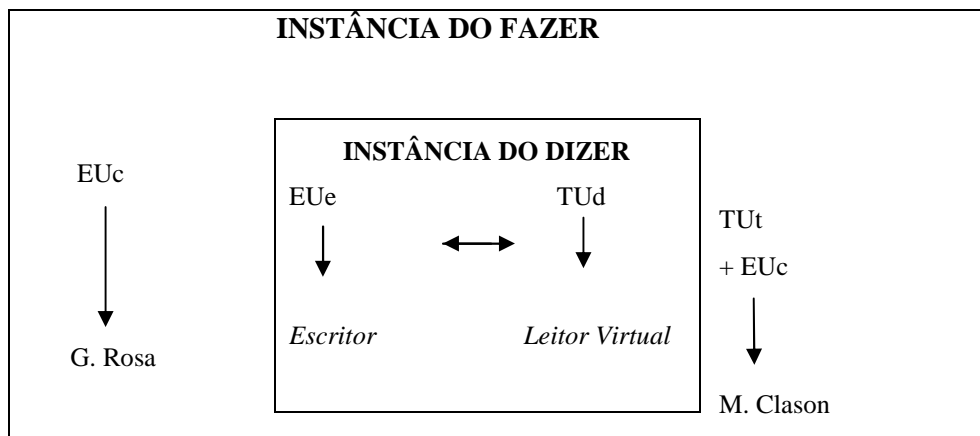 INSTÂNCIA DO FAZER
INSTÂNCIA DO DIZER
EUc
EUe
TUd
TUt
+ EUc
Escritor
Leitor Virtual
G. Rosa
M. Clason